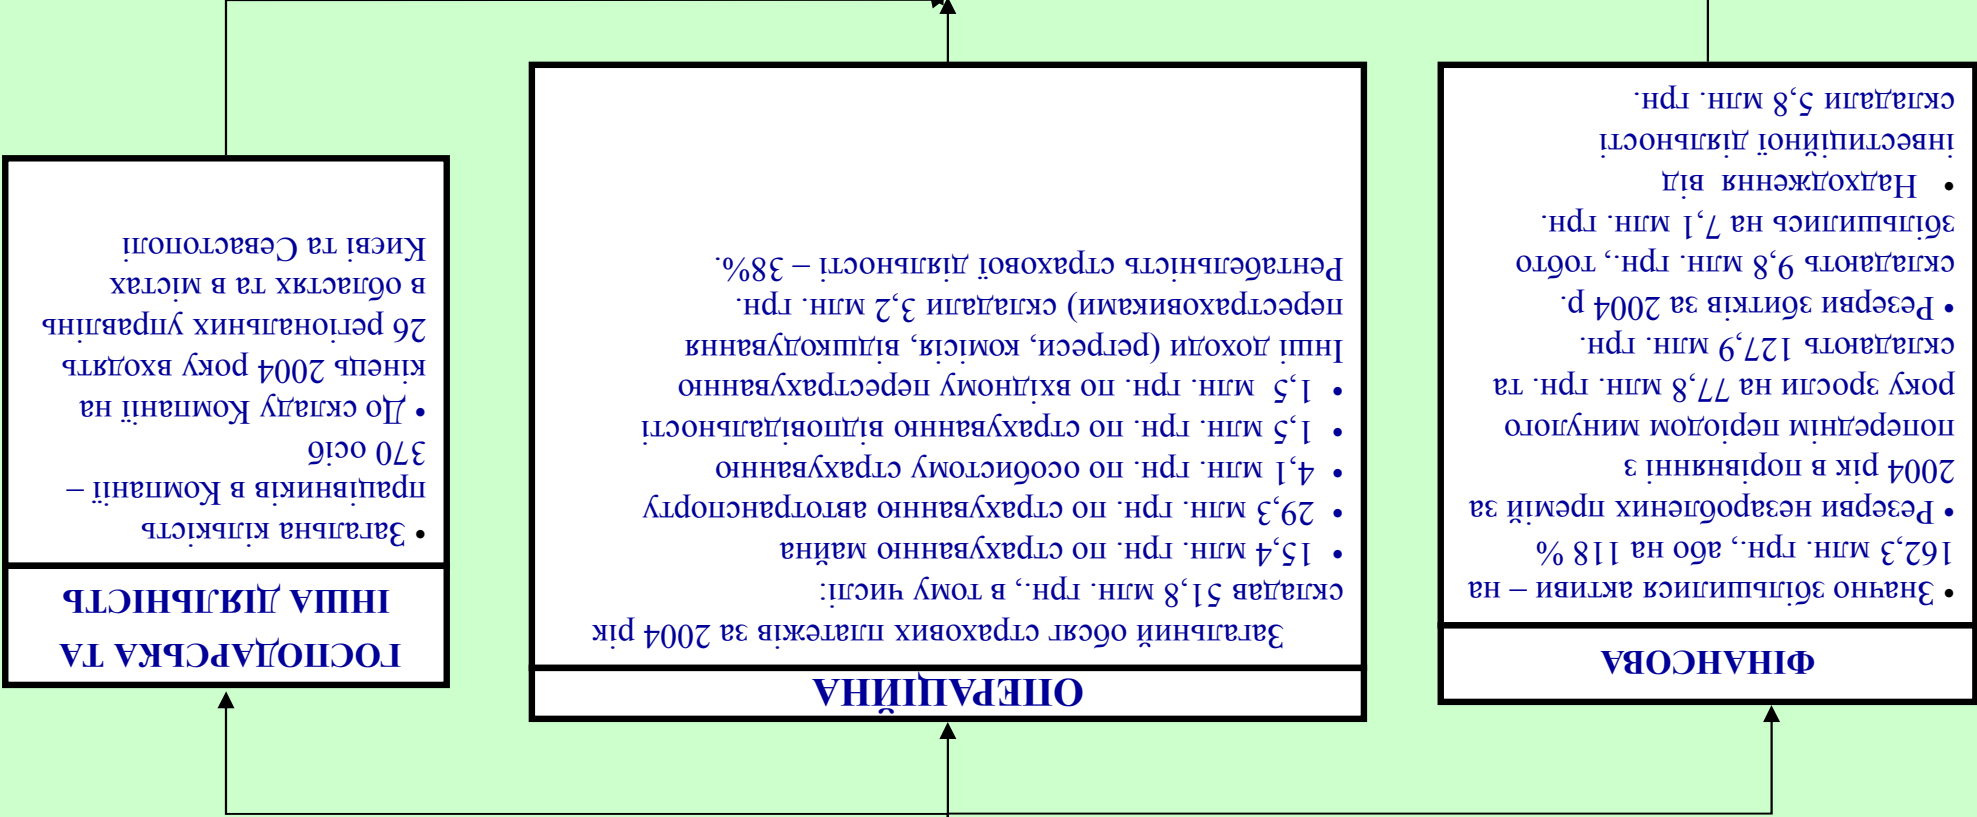 ФІНАНСОВА
• Значно збільшилися активи – на
162,3 млн. грн., або на 118 %
• Резерви незароблених премій за
2004 рік в порівнянні з
попереднім періодом минулого
року зросли на 77,8 млн. грн. та
складають 127,9 млн. грн.
• Резерви збитків за 2004 р.
складають 9,8 млн. грн., тобто
збільшились на 7,1 млн. грн.
• Надходження від
інвестиційної діяльності
складали 5,8 млн. грн.
ОПЕРАЦІЙНА
Загальний обсяг страхових платежів за 2004 рік
складав 51,8 млн. грн., в тому числі:
• 15,4 млн. грн. по страхуванню майна
• 29,3 млн. грн. по страхуванню автотранспорту
• 4,1 млн. грн. по особистому страхуванню
• 1,5 млн. грн. по страхуванню відповідальності
• 1,5 млн. грн. по вхідному перестрахуванню
Інші доходи (регреси, комісія, відшкодування
перестраховиками) складали 3,2 млн. грн.
Рентабельність страхової діяльності – 38%.
ГОСПОДАРСЬКА ТА
ІНША ДІЯЛЬНІСТЬ
• Загальна кількість
працівників в Компанії –
370 осіб
• До складу Компанії на
кінець 2004 року входять
26 регіональних управлінь
в областях та в містах
Києві та Севастополі